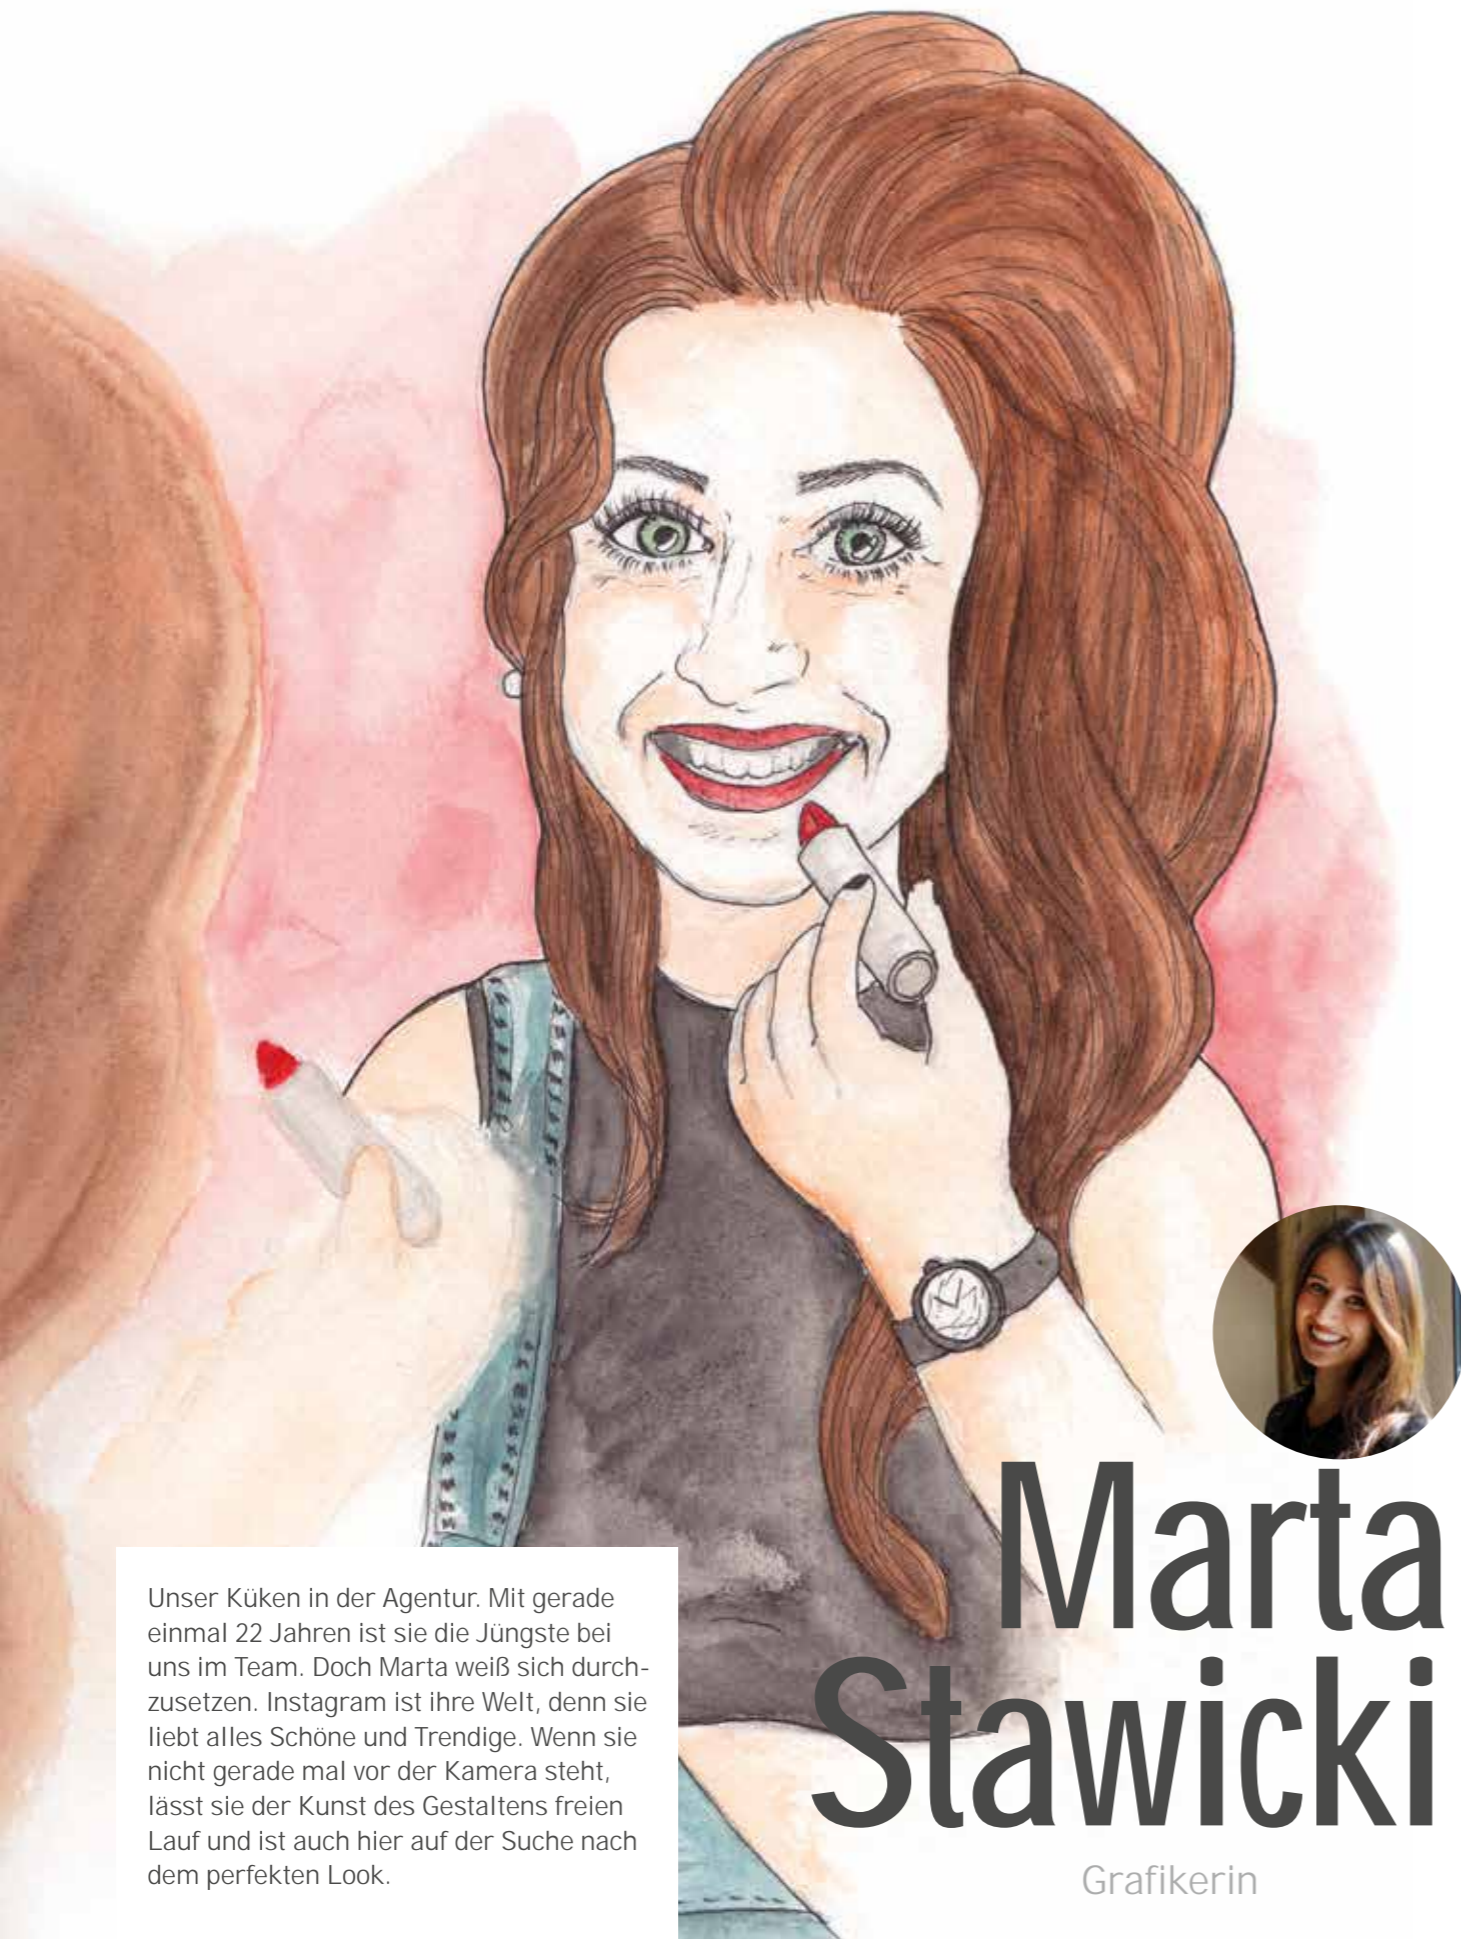 Unser Küken in der Agentur. Mit gerade
einmal 22 Jahren ist sie die Jüngste bei
uns im Team. Doch Marta weiß sich durch-
zusetzen. Instagram ist ihre Welt, denn sie
liebt alles Schöne und Trendige. Wenn sie
nicht gerade mal vor der Kamera steht,
lässt sie der Kunst des Gestaltens freien
Lauf und ist auch hier auf der Suche nach
dem perfekten Look.
Marta
Stawicki
Grafikerin